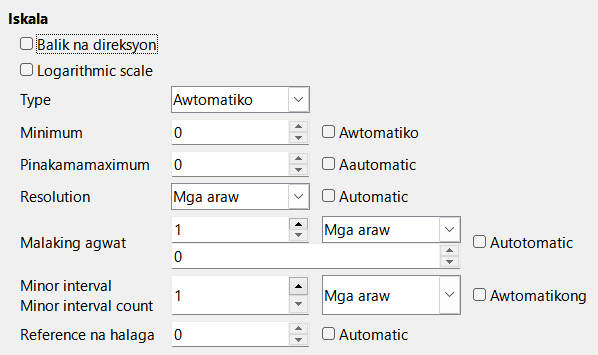 Iskala
Balik na direksyon
Logarithmic scale
Type Awtomatiko
Minimum 0 Awtomatiko
Pinakamamaximum 0 Aautomatic
Resolution Mga araw Automatic
Malaking agwat 1 Mga araw Autotomatic
0
Minor interval 1 Mga araw Awtomatikong
Minor interval count
Reference na halaga 0 Automatic